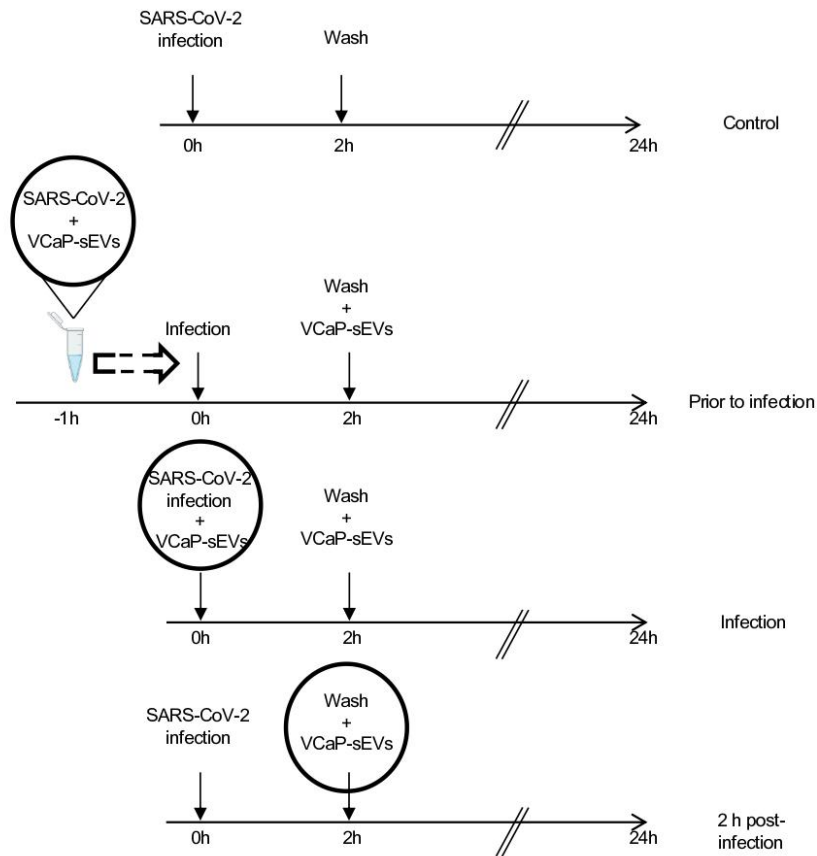 SARS-CoV-2
infection
Wash
0h
2h
24h
Control
SARS-CoV-2
+
VCaP-sEVs
Infection
Wash
+
VCaP-sEVs
-1h
0h
2h
24h
Prior to infection
SARS-CoV-2
infection
+
VCaP-sEVs
Wash
+
VCaP-sEVs
0h
2h
24h
Infection
SARS-CoV-2
infection
Wash
+
VCaP-sEVs
0h
2h
24h
2 h post-
infection